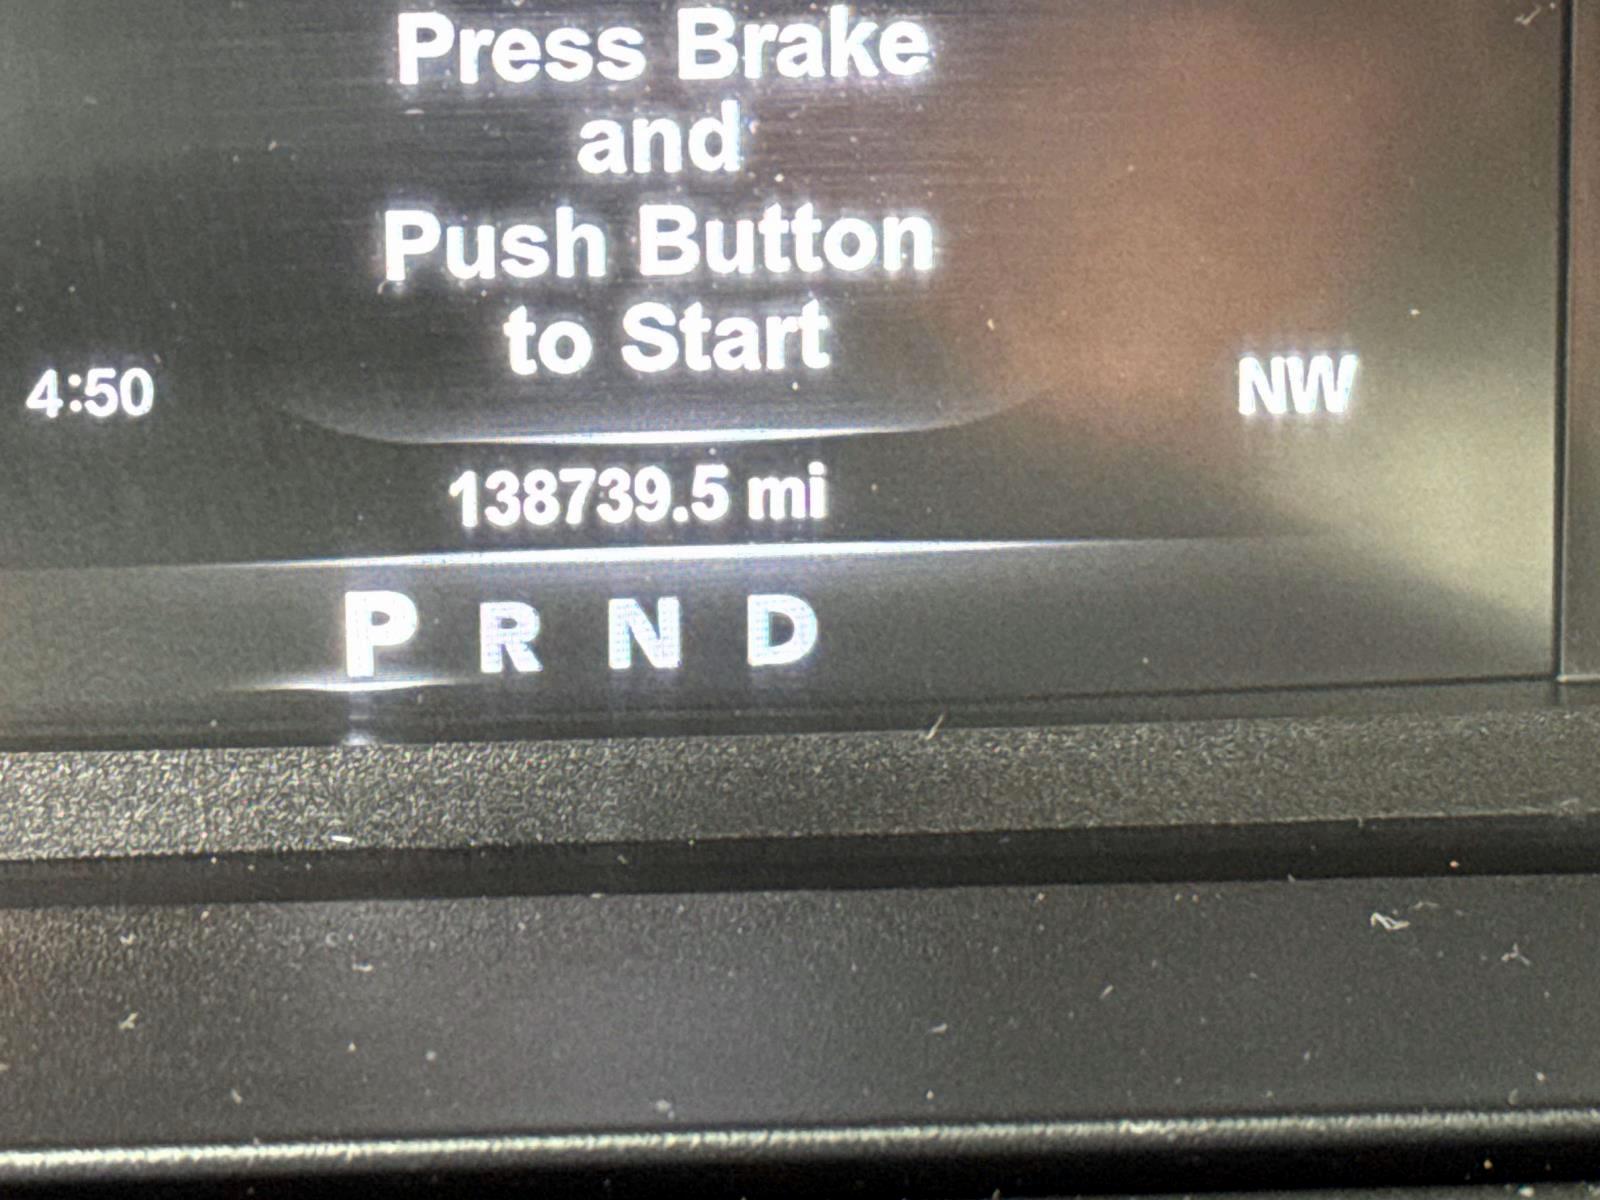 Press Brake
and
Push Button
to Start
4:50 NW
138739.5 mi
P R N D